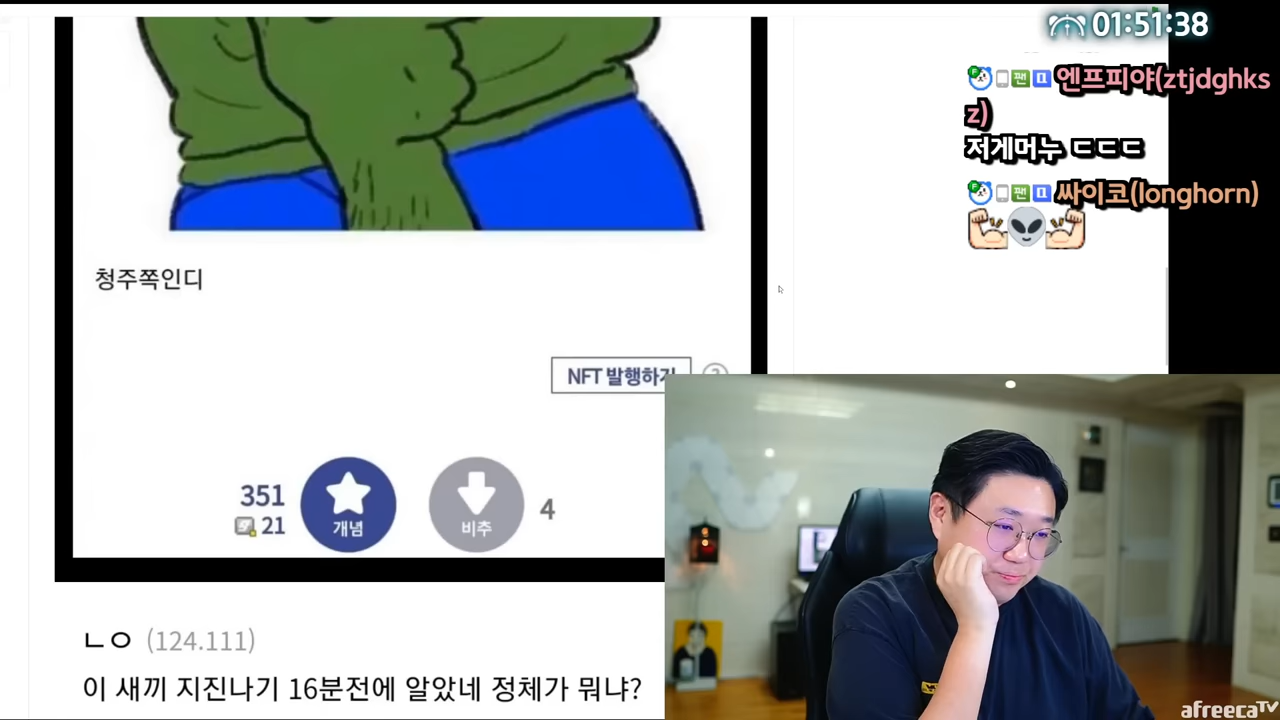 01:51:38
엔프피야(ztjdghks
z)
저게머누 ㄷㄷㄷ
싸이코(longhorn)
청주쪽인디
NFT 발행하기
351
21
개념
비추
4
ㄴㅇ (124.111)
이 새끼 지진나기 16분전에 알았네 정체가 뭐냐?
afreecaTV